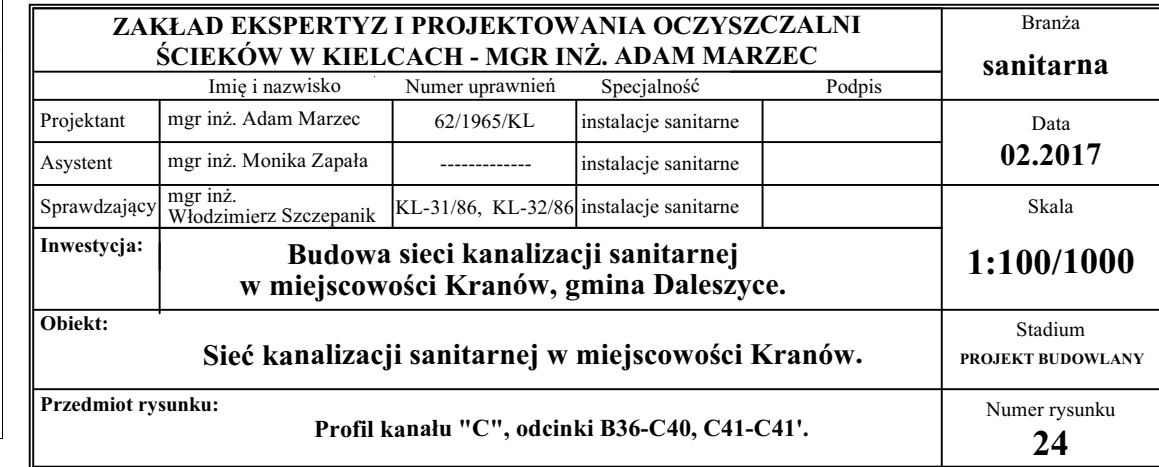 ZAKŁAD EKSPERTYZ I PROJEKTOWANIA OCZYSZCZALNI
ŚCIEKÓW W KIELCACH - MGR INŻ. ADAM MARZEC
Branża
sanitarna
Imię i nazwisko Numer uprawnień Specjalność Podpis
Projektant mgr inż. Adam Marzec 62/1965/KL instalacje sanitarne
Data
02.2017
Asystent mgr inż. Monika Zapała ------------- instalacje sanitarne
Sprawdzający mgr inż.
Włodzimierz Szczepanik KL-31/86, KL-32/86 instalacje sanitarne
Skala
1:100/1000
Inwestycja:
Budowa sieci kanalizacji sanitarnej
w miejscowości Kranów, gmina Daleszyce.
Obiekt:
Sieć kanalizacji sanitarnej w miejscowości Kranów.
Stadium
PROJEKT BUDOWLANY
Przedmiot rysunku:
Profil kanału "C", odcinki B36-C40, C41-C41'.
Numer rysunku
24